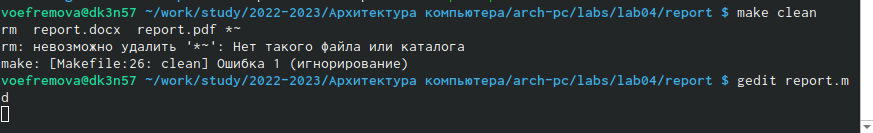 voefremova@dk3n57 ~/work/study/2022-2023/Архитектура компьютера/arch-pc/labs/lab04/report $ make clean
rm  report.docx  report.pdf *~
rm: невозможно удалить '*~': Нет такого файла или каталога
make: [Makefile:26: clean] Ошибка 1 (игнорирование)
voefremova@dk3n57 ~/work/study/2022-2023/Архитектура компьютера/arch-pc/labs/lab04/report $ gedit report.m
d